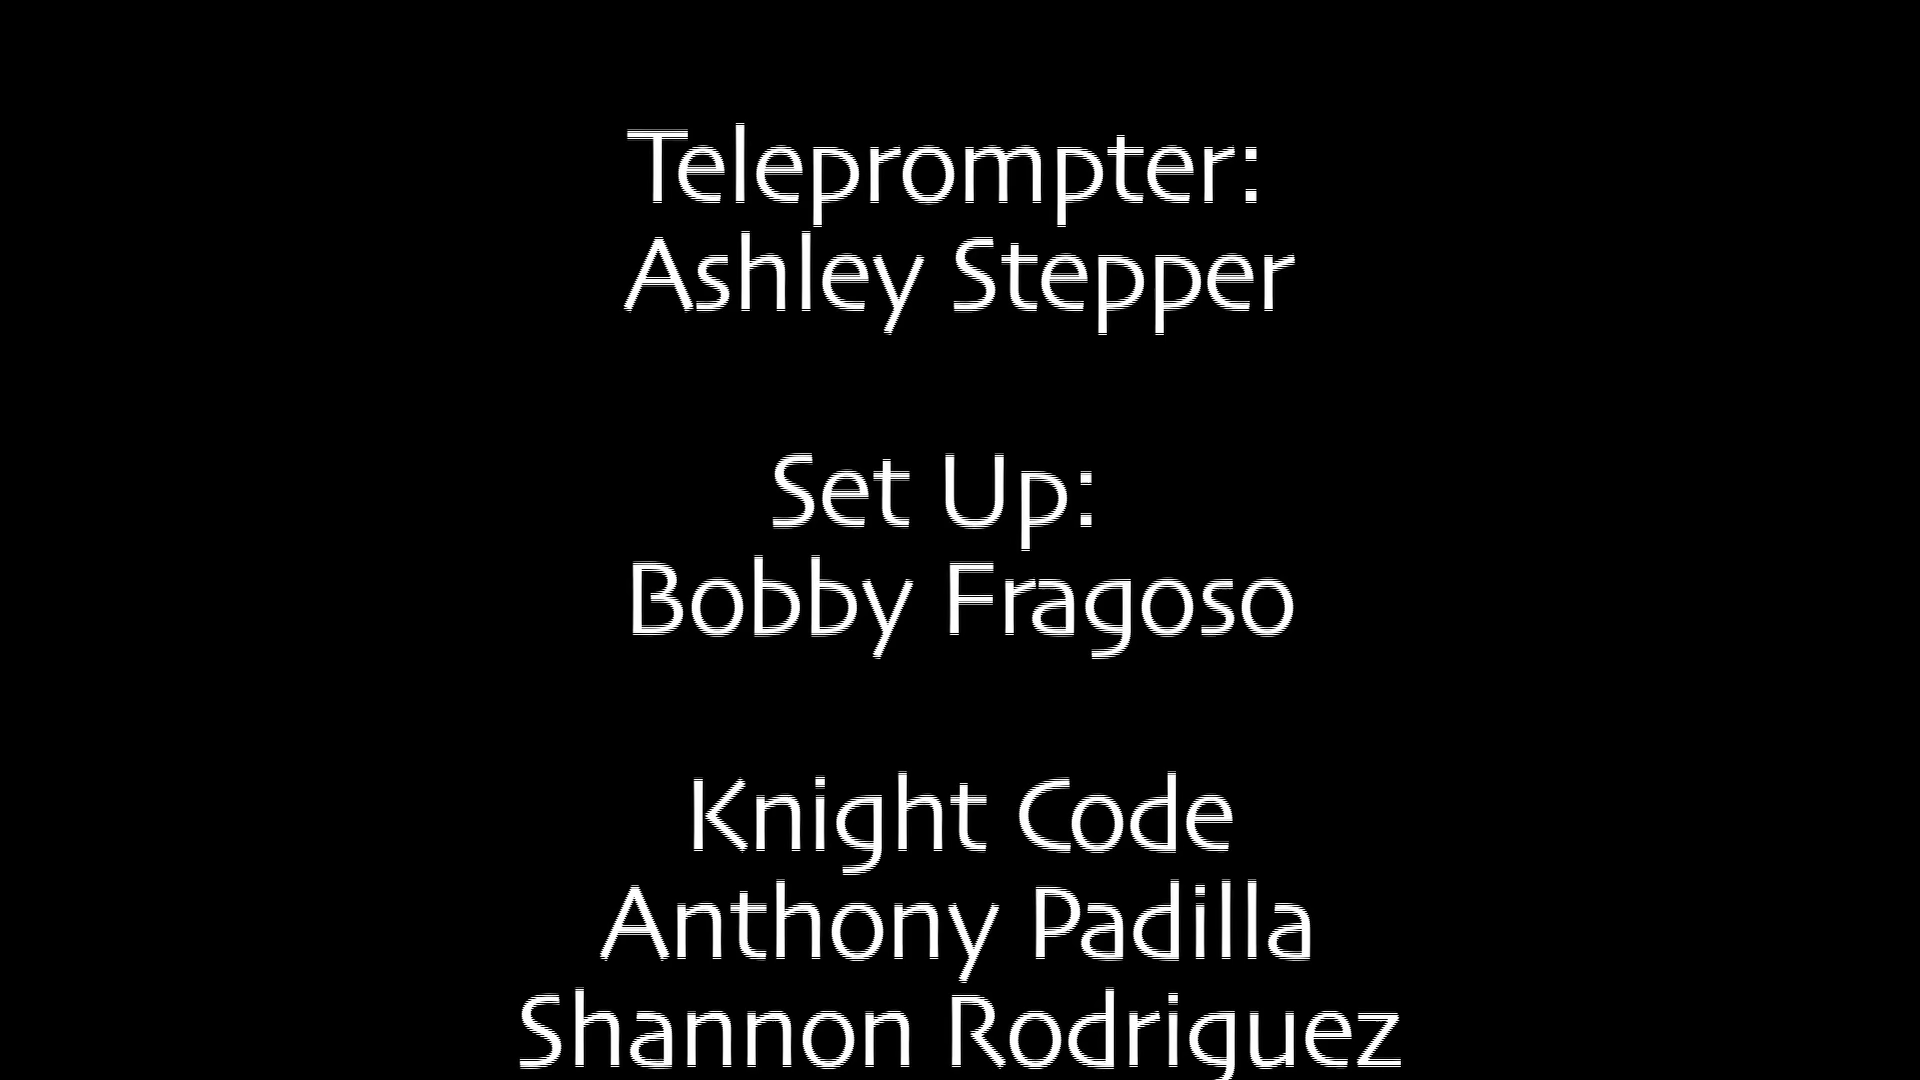 Teleprompter:
Ashley Stepper
Set Up:
Bobby Fragoso
Knight Code
Anthony Padilla
Shannon Rodriguez